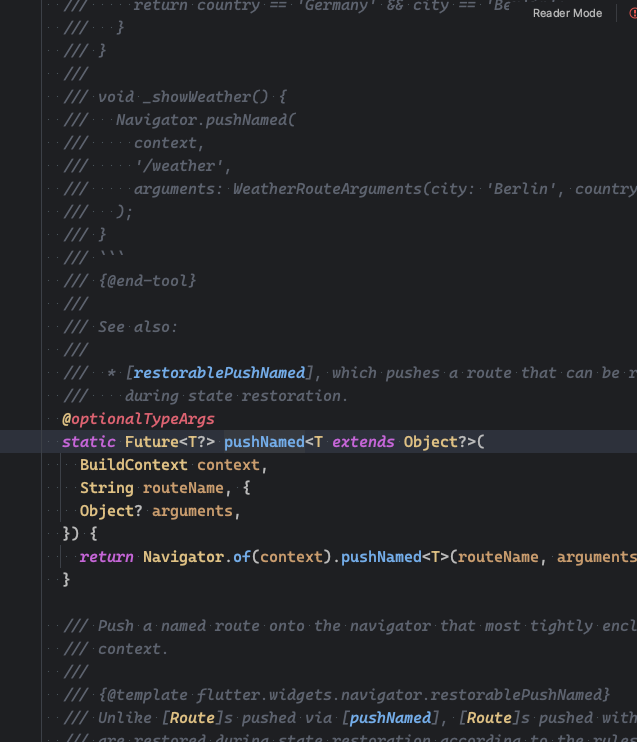 ///     return country == 'Germany' && city == 'Be
Reader Mode
///   }
/// }
///
/// void _showWeather() {
///   Navigator.pushNamed(
///     context,
///     '/weather',
///     arguments: WeatherRouteArguments(city: 'Berlin', country
///   );
/// }
/// ```
/// {@end-tool}
///
/// See also:
///
///  * [restorablePushNamed], which pushes a route that can be r
///    during state restoration.
@optionalTypeArgs
static Future<T?> pushNamed<T extends Object?>(
  BuildContext context,
  String routeName, {
  Object? arguments,
}) {
  return Navigator.of(context).pushNamed<T>(routeName, arguments
}
/// Push a named route onto the navigator that most tightly encl
/// context.
///
/// {@template flutter.widgets.navigator.restorablePushNamed}
/// Unlike [Route]s pushed via [pushNamed], [Route]s pushed with
/// are restored during state restoration according to the rules